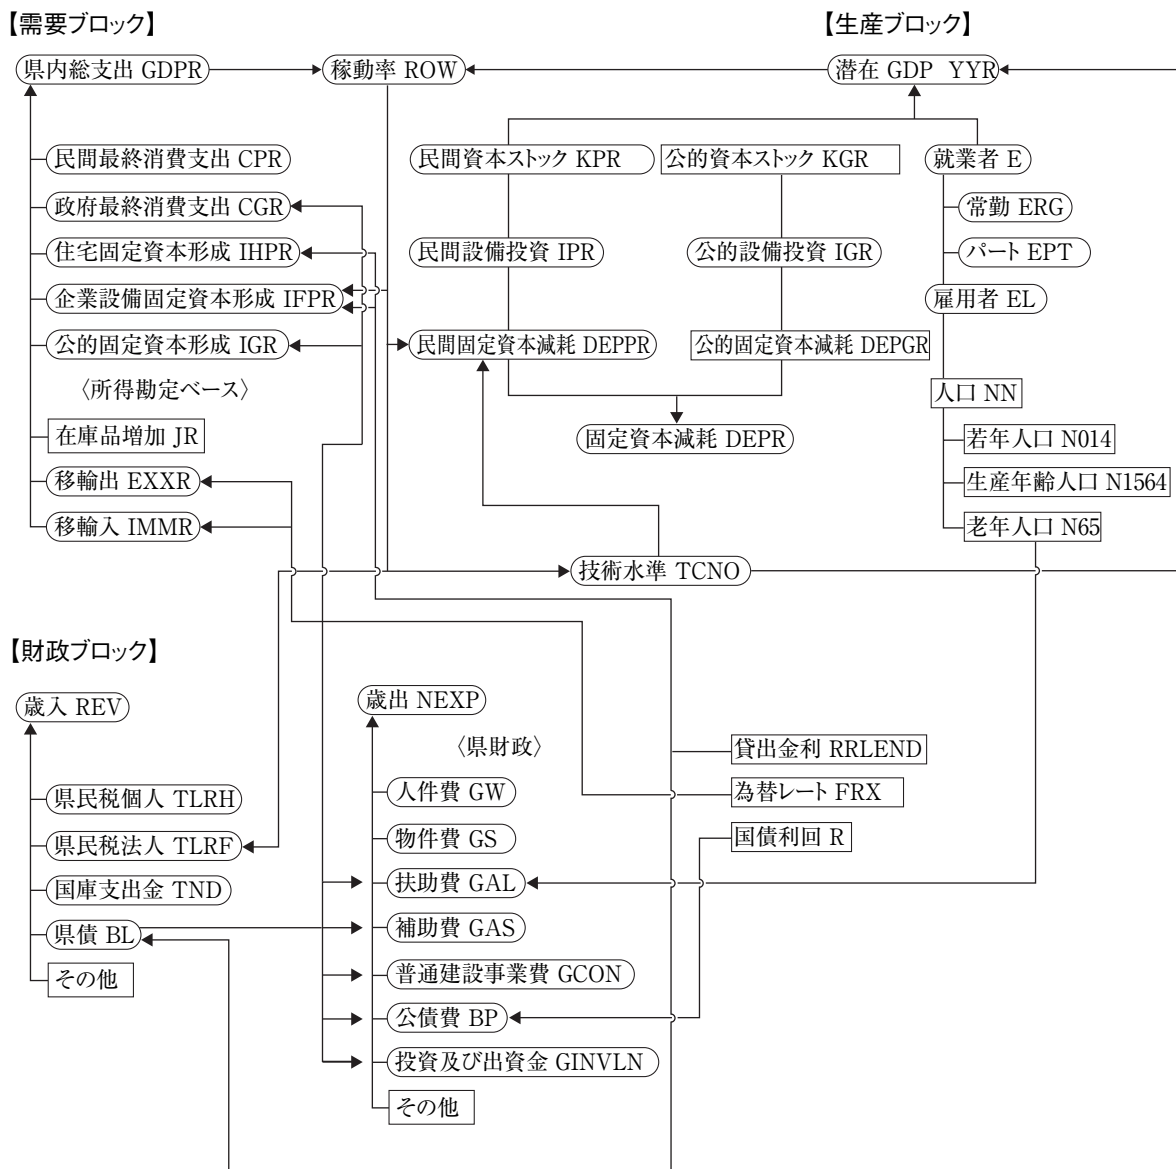 【需要ブロック】
【生産ブロック】
県内総支出 GDPR
稼動率 ROW
潜在 GDP YYR
民間最終消費支出 CPR
民間資本ストック KPR
公的資本ストック KGR
就業者 E
政府最終消費支出 CGR
常勤 ERG
住宅固定資本形成 IHPR
民間設備投資 IPR
公的設備投資 IGR
パート EPT
企業設備固定資本形成 IFPR
雇用者 EL
公的固定資本形成 IGR
民間固定資本減耗 DEPPR
公的固定資本減耗 DEPGR
〈所得勘定ベース〉
人口 NN
在庫品増加 JR
固定資本減耗 DEPR
若年人口 N014
移輸出 EXXR
生産年齢人口 N1564
移輸入 IMMR
老年人口 N65
技術水準 TCNO
【財政ブロック】
歳入 REV
歳出 NEXP
〈県財政〉
貸出金利 RRLEND
県民税個人 TLRH
人件費 GW
為替レート FRX
県民税法人 TLRF
物件費 GS
国債利回 R
国庫支出金 TND
扶助費 GAL
県債 BL
補助費 GAS
その他
普通建設事業費 GCON
公債費 BP
投資及び出資金 GINVLN
その他